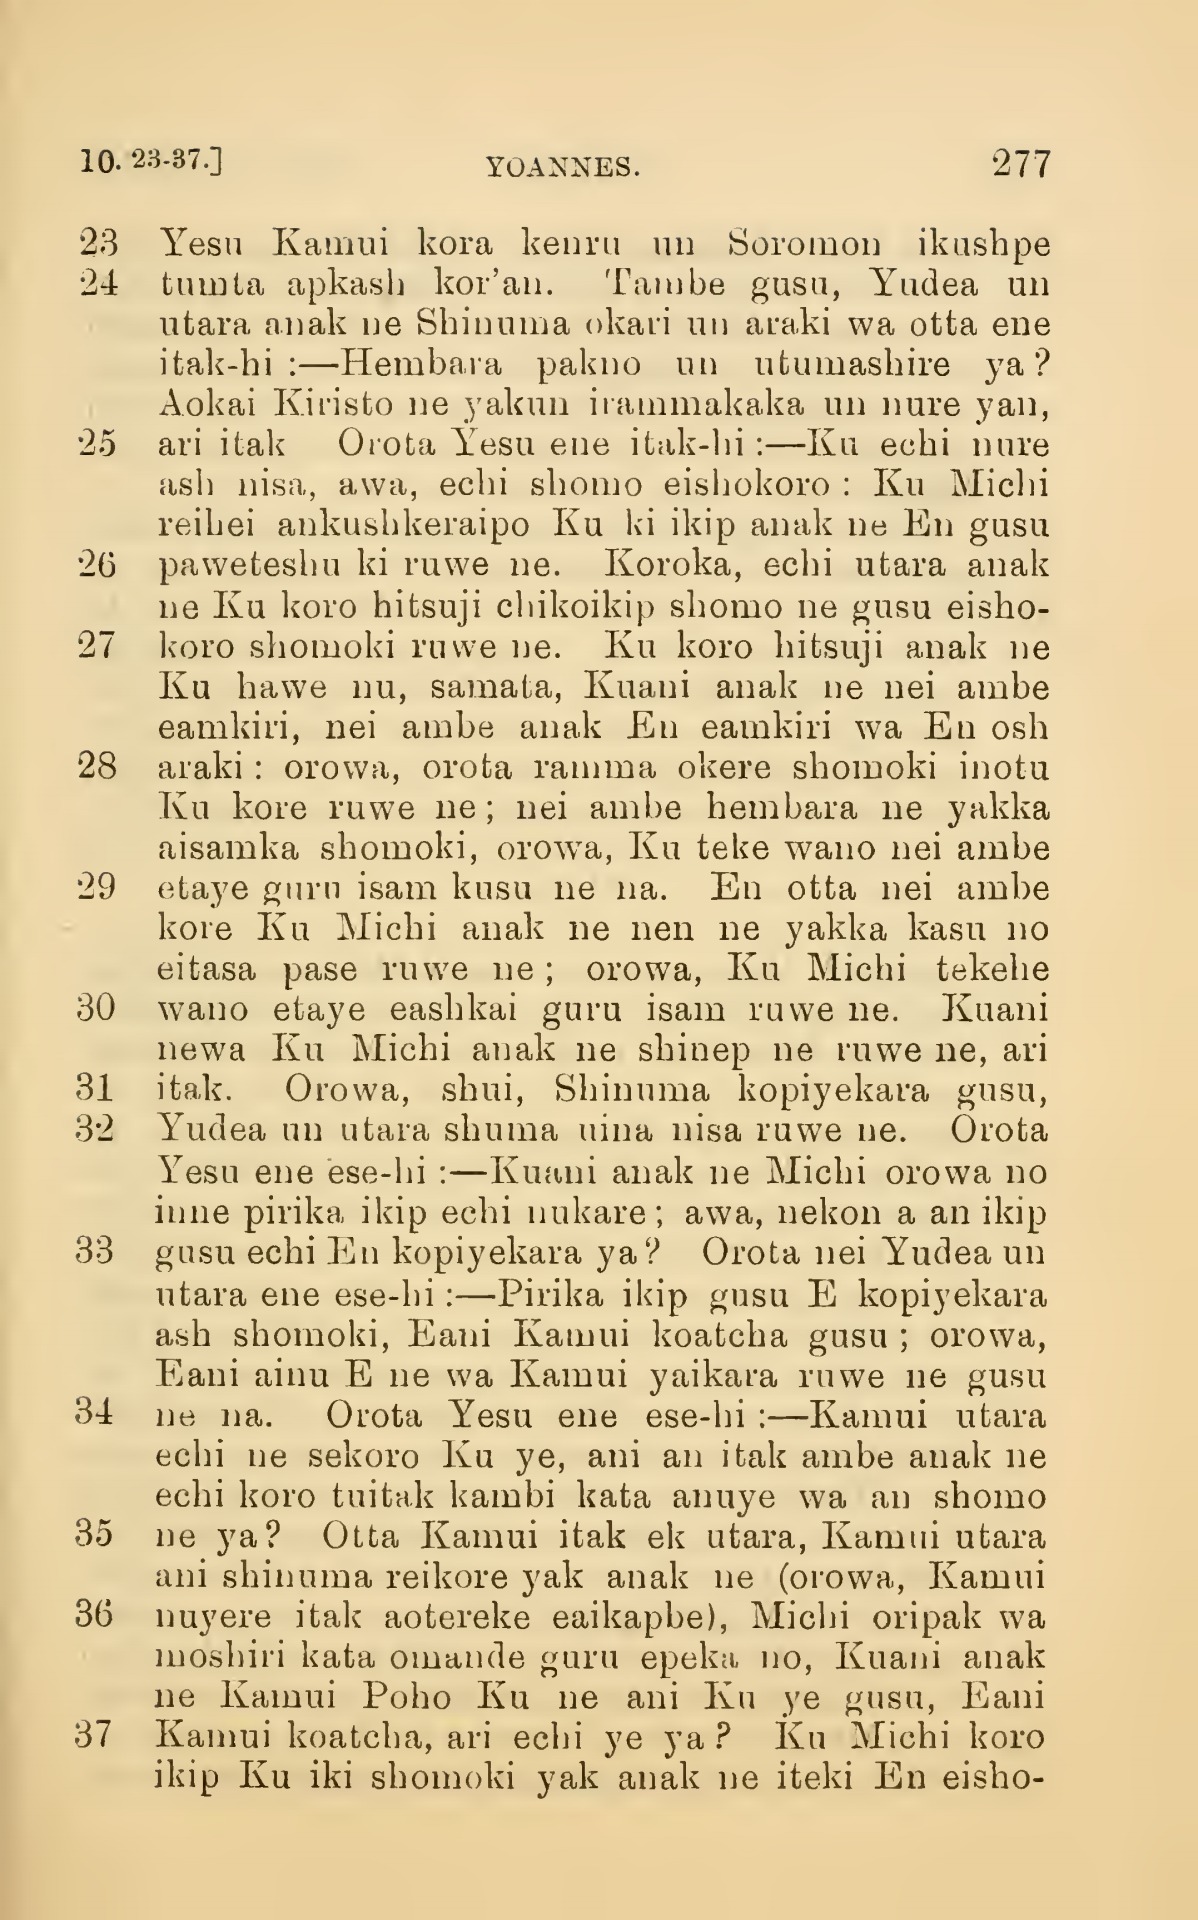 10. 23-37.] YOANNES. 277
23 Yesu Kamui kora kenru un Soromon ikushpe
24 tumta apkash kor’an. Tambe gusu, Yudea un
utara anak ne Shinuma okari un araki wa otta ene
itak-hi :—Hembara pakno un utumashire ya?
Aokai Kiristo ne yakun irammakaka un nure yan,
25 ari itak Orota Yesu ene itak-hi :—Ku echi nure
ash nisa, awa, echi shomo eishokoro : Ku Michi
reihei ankushkeraipo Ku ki ikip anak ne En gusu
26 paweteshu ki ruwe ne. Koroka, echi utara anak
ne Ku koro hitsuji chikoikip shomo ne gusu eisho-
27 koro shomoki ruwe ne. Ku koro hitsuji anak ne
Ku hawe nu, samata, Kuani anak ne nei ambe
eamkiri, nei ambe anak En eamkiri wa En osh
28 araki : orowa, orota ramma okere shomoki inotu
Ku kore ruwe ne ; nei ambe hembara ne yakka
aisamka shomoki, orowa, Ku teke wano nei ambe
29 etaye guru isam kusu ne na. En otta nei ambe
kore Ku Michi anak ne nen ne yakka kasu no
eitasa pase ruwe ne ; orowa, Ku Michi tekehe
30 wano etaye eashkai guru isam ruwe ne. Kuani
newa Ku Michi anak ne shinep ne ruwe ne, ari
31 itak. Orowa, shui, Shinuma kopiyekara gusu,
32 Yudea un utara shuma uina nisa ruwe ne. Orota
Yesu ene ese-hi :—Kuani anak ne Michi orowa no
inne pirika ikip echi nukare ; awa, nekon a an ikip
33 gusu echi En kopiyekara ya? Orota nei Yudea un
utara ene ese-hi :—Pirika ikip gusu E kopiyekara
ash shomoki, Eani Kamui koatcha gusu ; orowa,
Eani ainu E ne wa Kamui yaikara ruwe ne gusu
34 ne na. Orota Yesu ene ese-hi :—Kamui utara
echi ne sekoro Ku ye, ani an itak ambe anak ne
echi koro tuitak kambi kata anuye wa an shomo
35 ne ya? Otta Kamui itak ek utara, Kamui utara
ani shinuma reikore yak anak ne (orowa, Kamui
36 nuyere itak aotereke eaikapbe), Michi oripak wa
moshiri kata omande guru epeka no, Kuani anak
ne Kamui Poho Ku ne ani Ku ye gusu, Eani
37 Kamui koatcha, ari echi ye ya? Ku Michi koro
ikip Ku iki shomoki yak anak ne iteki En eisho-